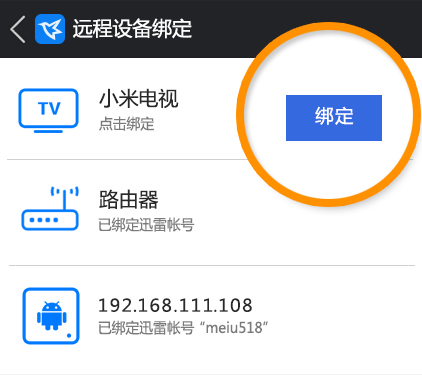 远程设备绑定
TV
小米电视
点击绑定
绑定
路由器
已绑定迅雷帐号
192.168.111.108
已绑定迅雷帐号“meiu518”